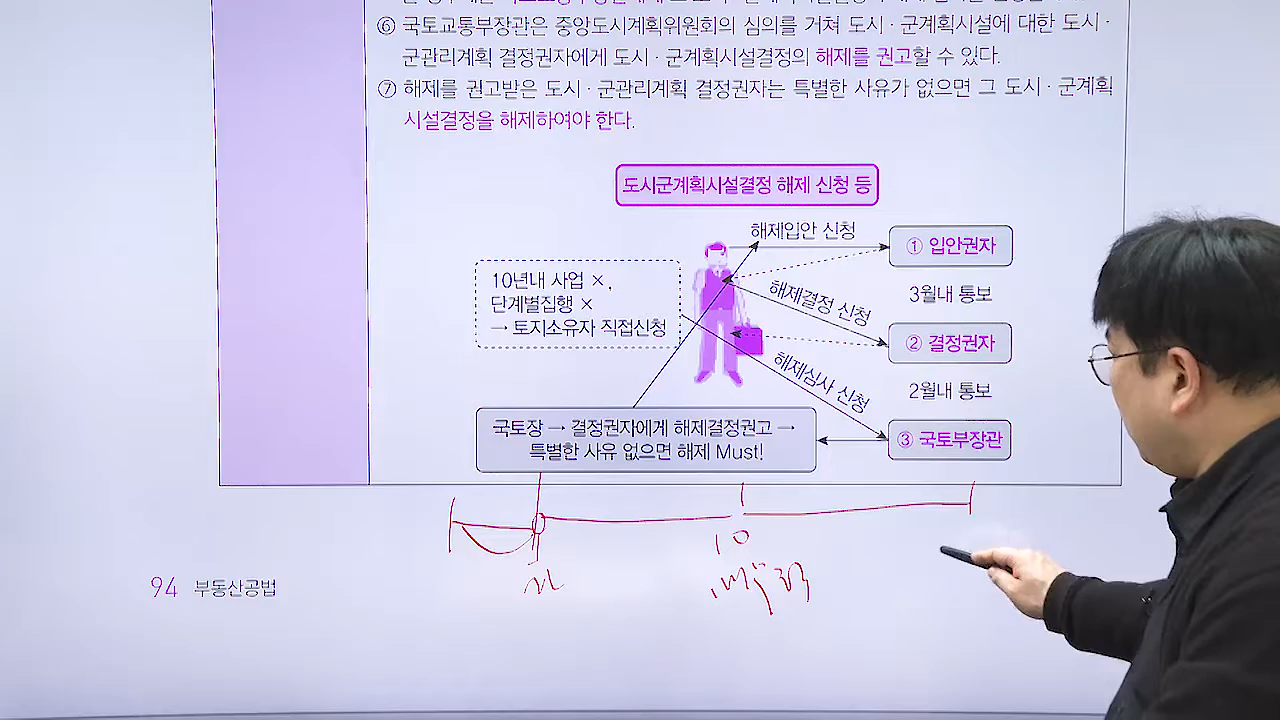 ⑥ 국토교통부장관은 중앙도시계획위원회의 심의를 거쳐 도시 · 군계획시설에 대한 도시 ·
군관리계획 결정권자에게 도시 · 군계획시설결정의 해제를 권고할 수 있다.
⑦ 해제를 권고받은 도시 · 군관리계획 결정권자는 특별한 사유가 없으면 그 도시 · 군계획
시설결정을 해제하여야 한다.
도시군계획시설결정 해제 신청 등
해제입안 신청
① 입안권자
10년내 사업 ×,
단계별집행 ×
→ 토지소유자 직접신청
해제결정 신청
3월내 통보
② 결정권자
해제심사 신청
2월내 통보
국토장 → 결정권자에게 해제결정권고 →
특별한 사유 없으면 해제 Must!
③ 국토부장관
10
94 부동산공법